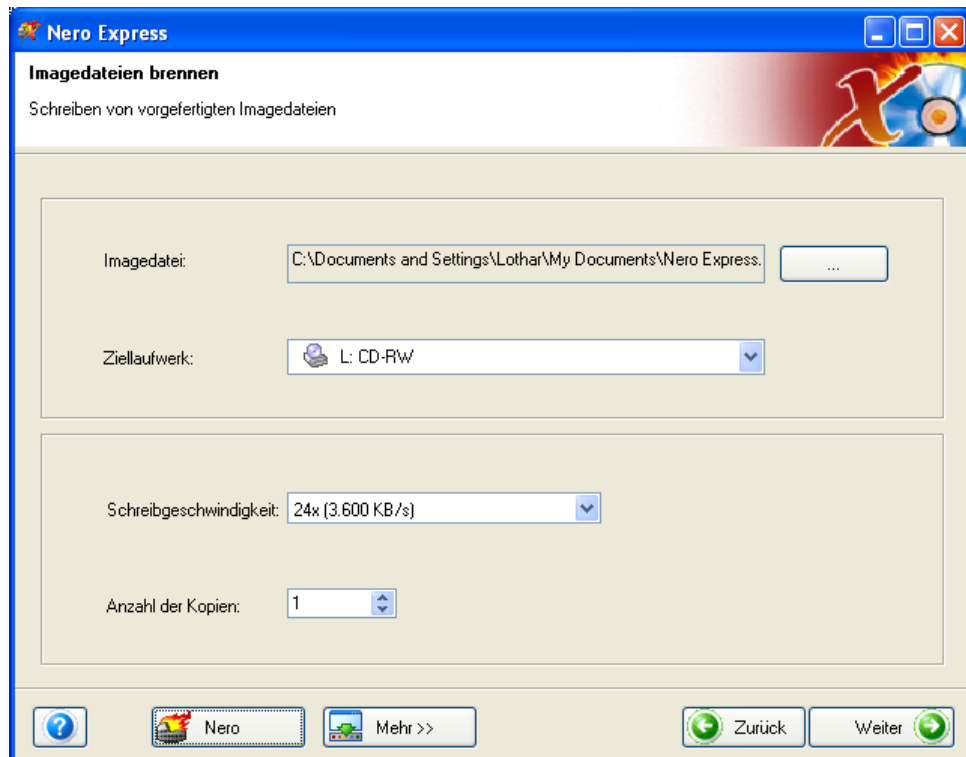 Nero Express
Imagedateien brennen
Schreiben von vorgefertigten Imagedateien
Imagedatei: C:\Documents and Settings\Lothar\My Documents\Nero Express. ...
Ziellaufwerk: L: CD-RW
Schreibgeschwindigkeit: 24x (3.600 KB/s)
Anzahl der Kopien: 1
? Nero Mehr >> Zurück Weiter